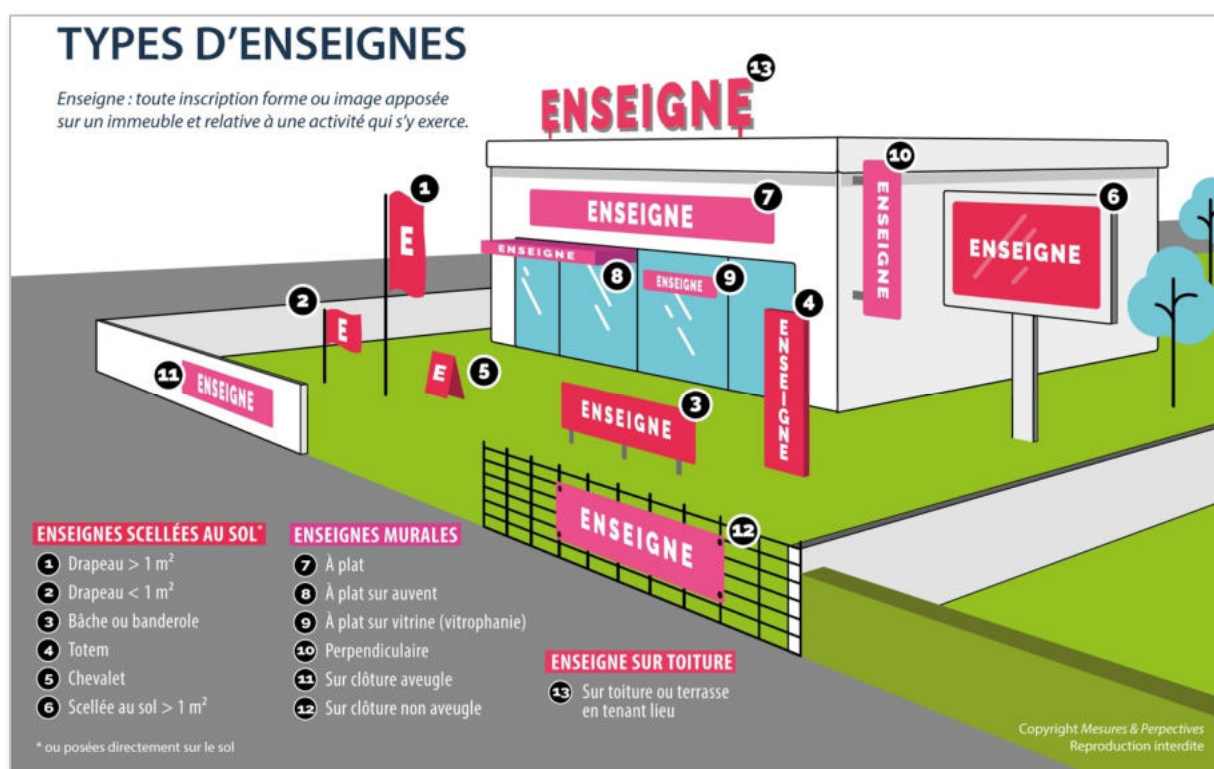 TYPES D'ENSEIGNES
Enseigne : toute inscription forme ou image apposée
sur un immeuble et relative à une activité qui s'y exerce.
13
ENSEIGNE
10
ENSEIGNE
1
E
7
ENSEIGNE
6
ENSEIGNE
ENSEIGNE
8
ENSEIGNE
9
2
E
4
ENSEIGNE
11
ENSEIGNE
E
5
3
ENSEIGNE
12
ENSEIGNE
ENSEIGNES SCELLÉES AU SOL*
1 Drapeau > 1 m²
2 Drapeau < 1 m²
3 Bâche ou banderole
4 Totem
5 Chevalet
6 Scellée au sol > 1 m²
* ou posées directement sur le sol
ENSEIGNES MURALES
7 À plat
8 À plat sur auvent
9 À plat sur vitrine (vitrophanie)
10 Perpendiculaire
11 Sur clôture aveugle
12 Sur clôture non aveugle
ENSEIGNE SUR TOITURE
13 Sur toiture ou terrasse
en tenant lieu
Copyright Mesures & Perpectives
Reproduction interdite